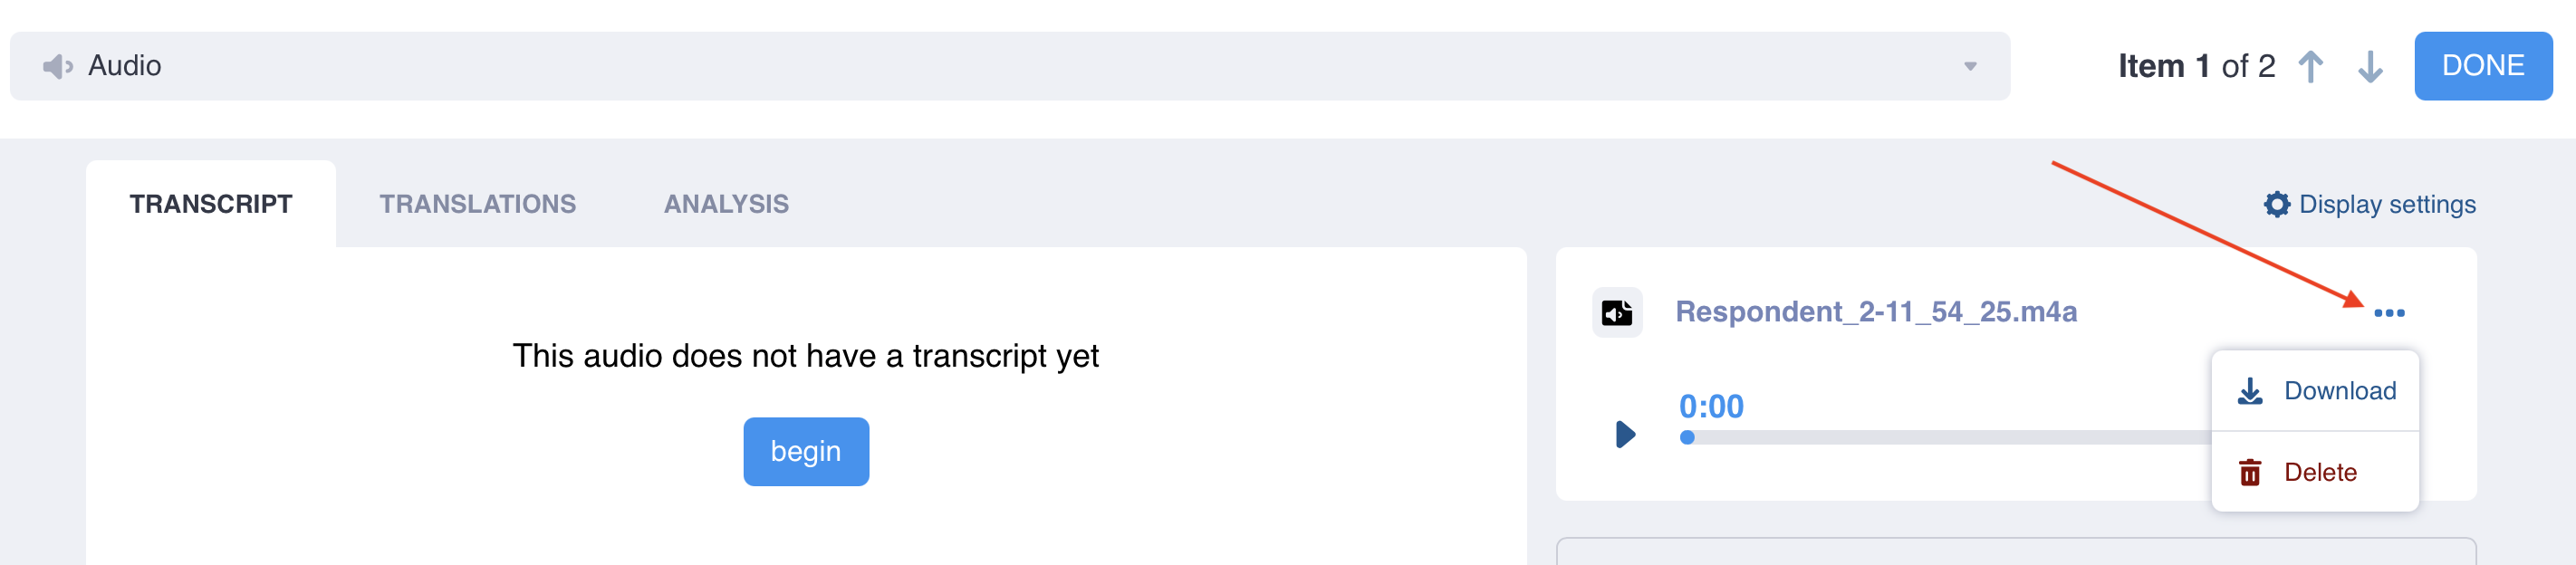 Audio
Item 1 of 2
DONE
TRANSCRIPT
TRANSLATIONS
ANALYSIS
Display settings
This audio does not have a transcript yet
begin
Respondent_2-11_54_25.m4a
0:00
Download
Delete